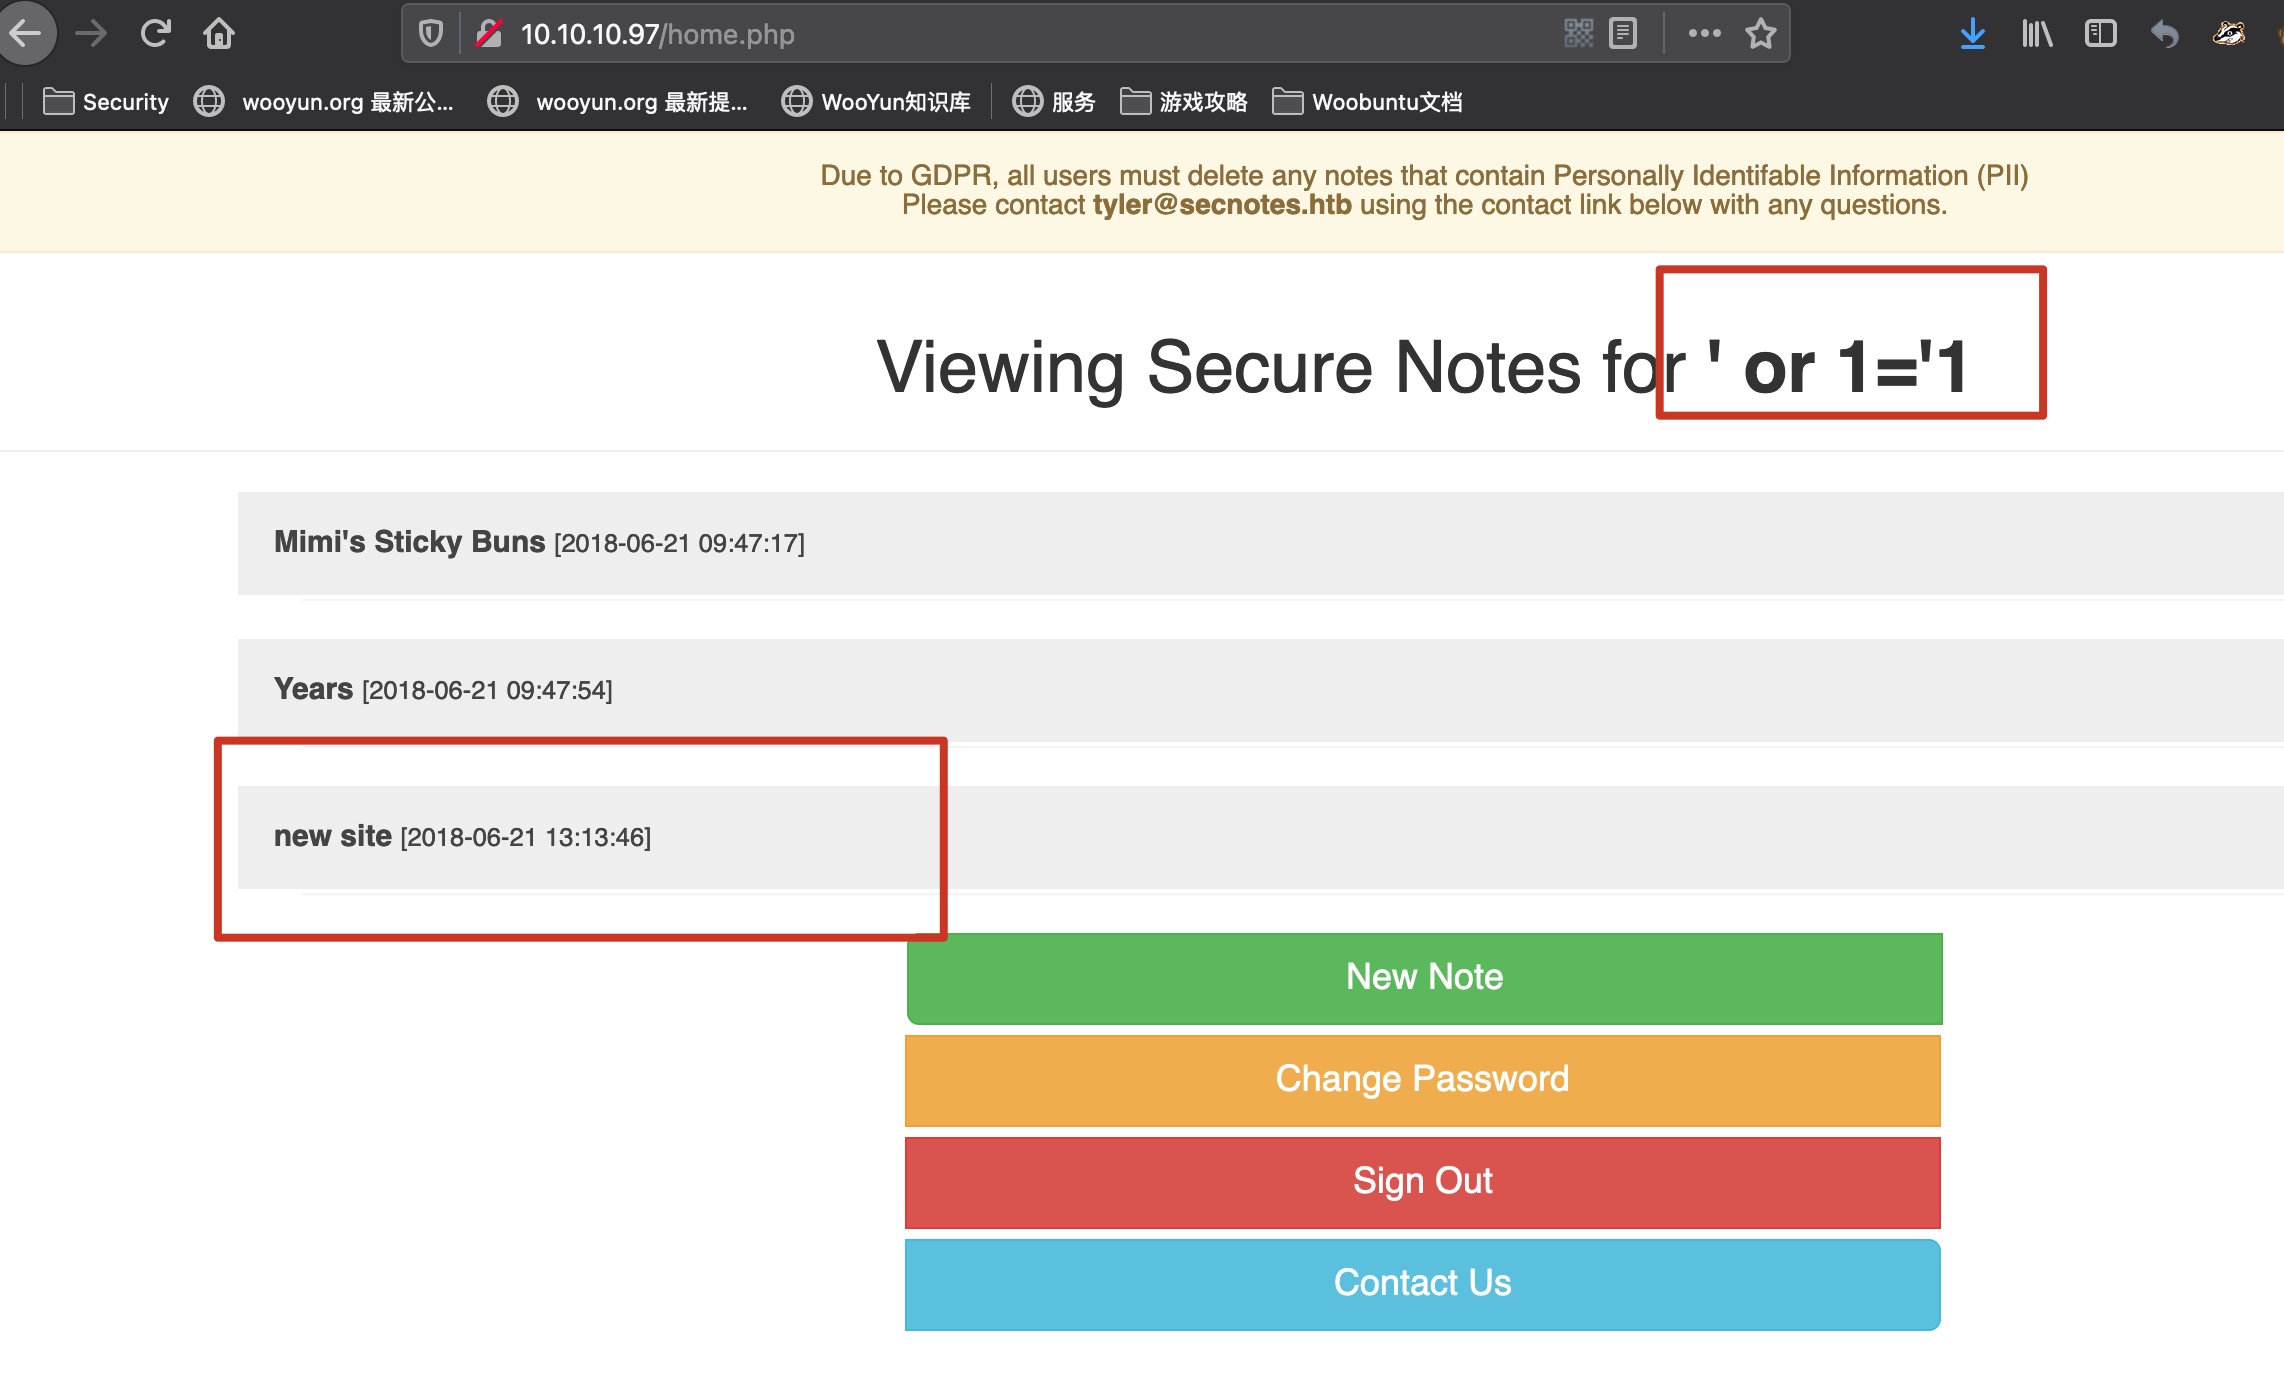 10.10.10.97/home.php
Security wooyun.org 最新公... wooyun.org 最新提... WooYun知识库 服务 游戏攻略 Woobuntu文档
Due to GDPR, all users must delete any notes that contain Personally Identifable Information (PII)
Please contact tyler@secnotes.htb using the contact link below with any questions.
Viewing Secure Notes for ' or 1='1
Mimi's Sticky Buns [2018-06-21 09:47:17]
Years [2018-06-21 09:47:54]
new site [2018-06-21 13:13:46]
New Note
Change Password
Sign Out
Contact Us